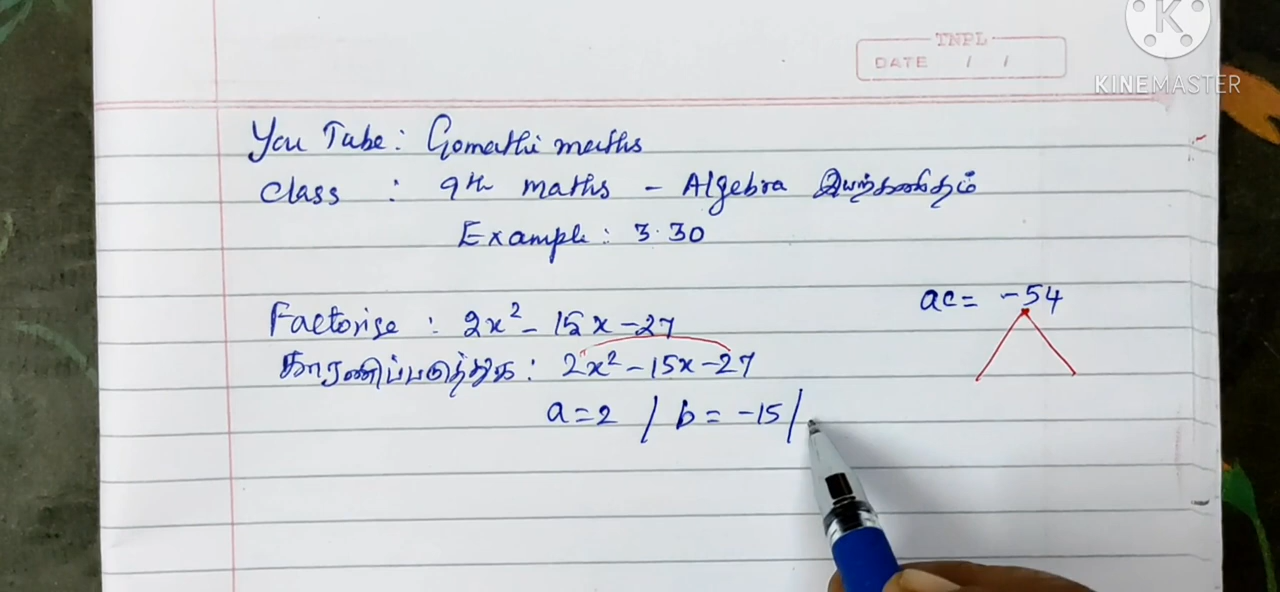 K
KINEMASTER
TNPL
DATE / /
You Tube: Gomathi maths
Class : 9th maths - Algebra இயற்கணிதம்
Example: 3.30
Factorise : 2x² - 15x - 27
ac = -54
காரணிப்படுத்துக : 2x² - 15x - 27
a = 2 / b = -15 /